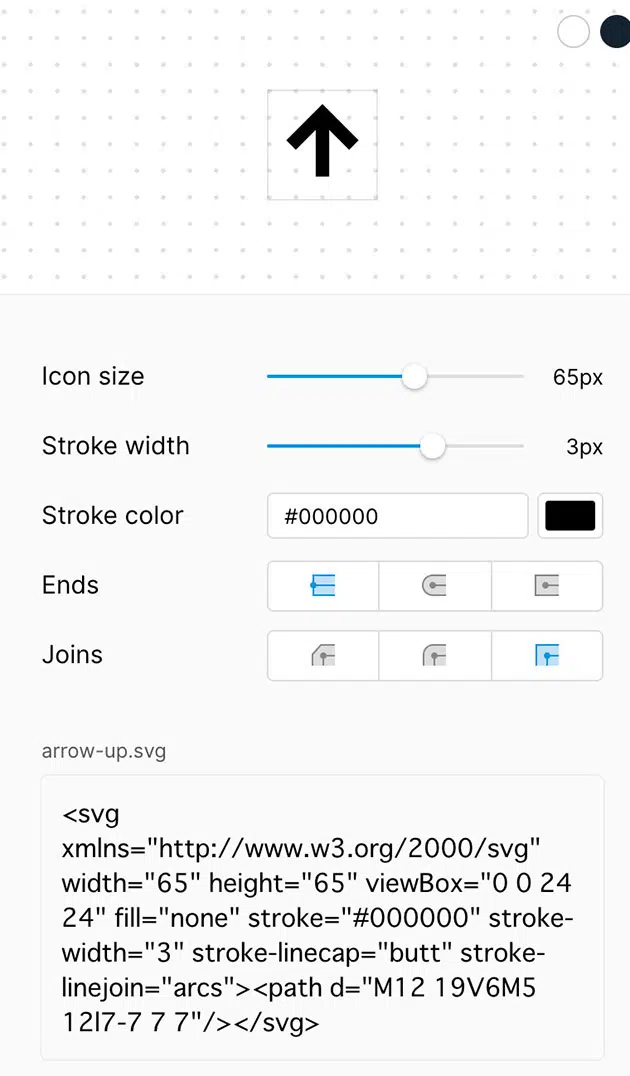 Icon size 65px
Stroke width 3px
Stroke color #000000
Ends
Joins
arrow-up.svg
<svg
xmlns="http://www.w3.org/2000/svg"
width="65" height="65" viewBox="0 0 24
24" fill="none" stroke="#000000" stroke-
width="3" stroke-linecap="butt" stroke-
linejoin="arcs"><path d="M12 19V6M5
12l7-7 7 7"/></svg>